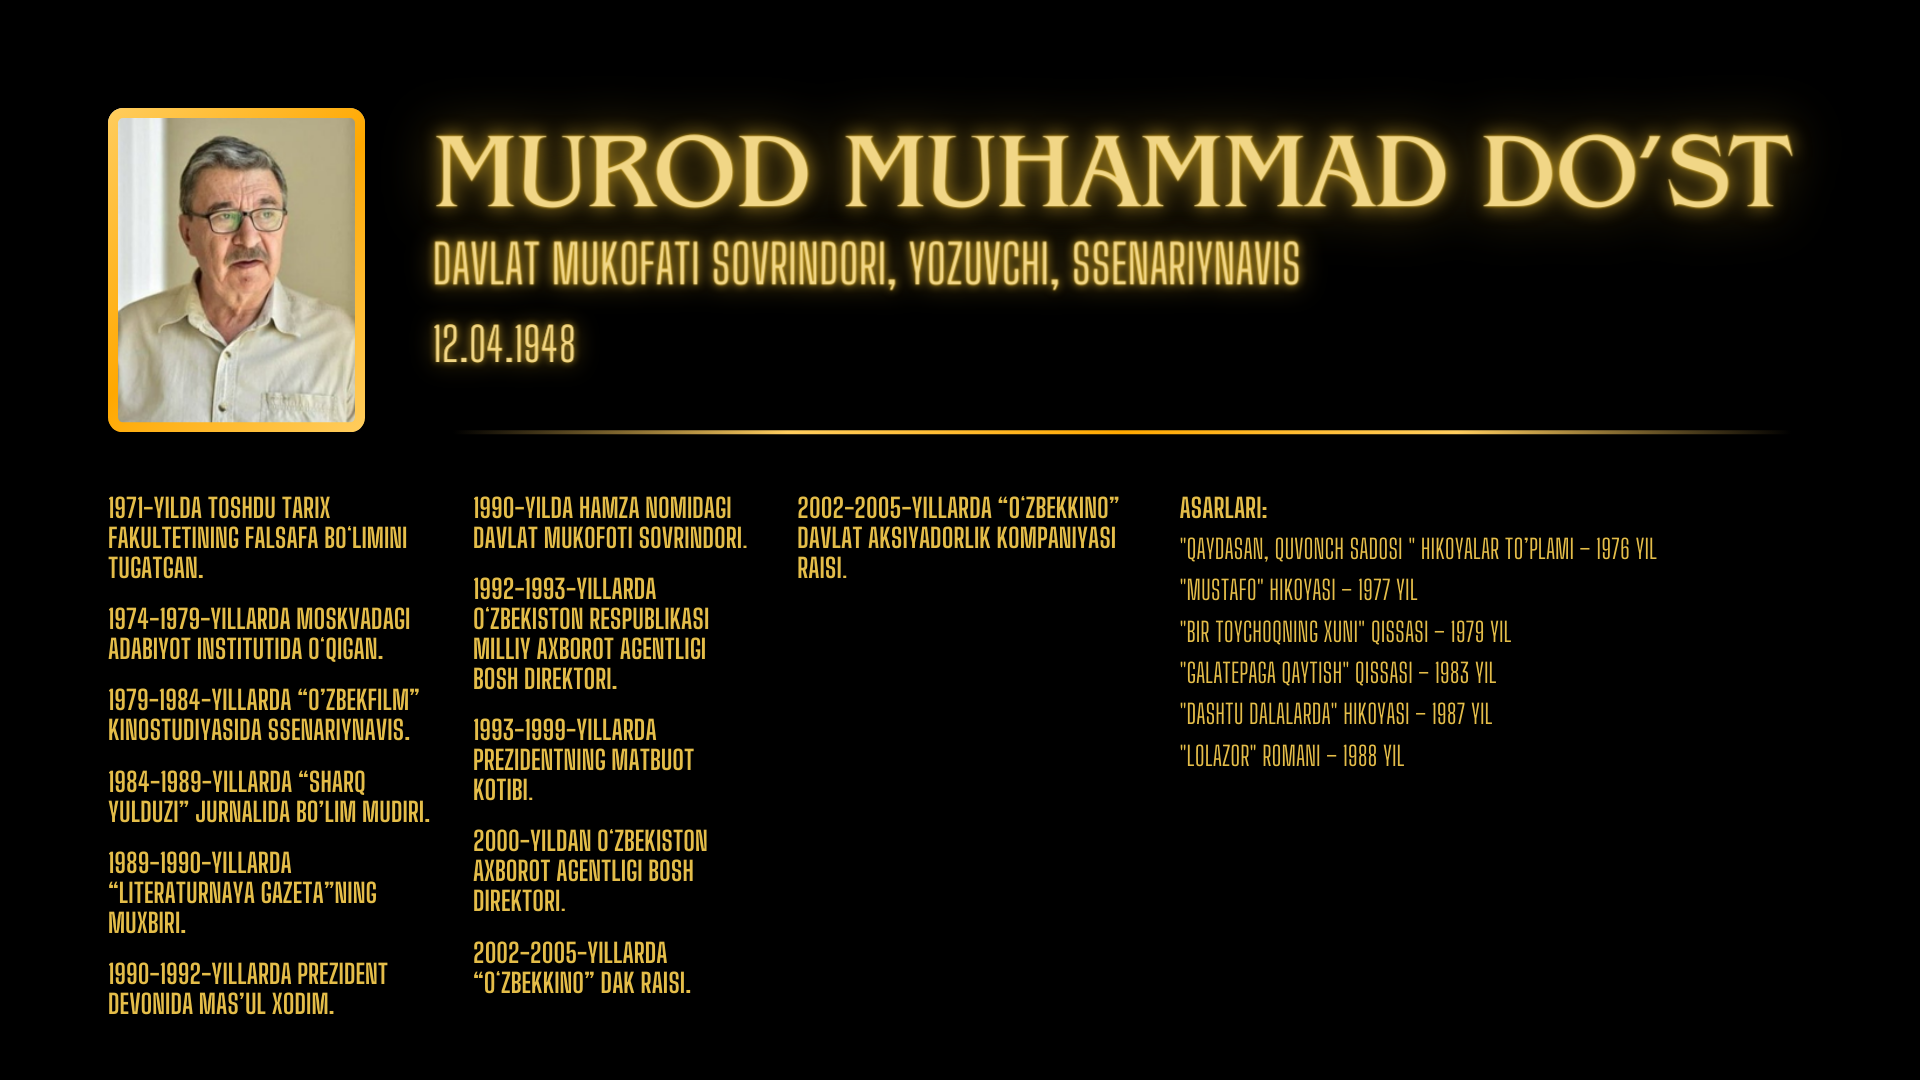 MUROD MUHAMMAD DO'ST
DAVLAT MUKOFATI SOVRINDORI, YOZUVCHI, SSENARIYNAVIS
12.04.1948
1971-YILDA TOSHDU TARIX
FAKULTETINING FALSAFA BO‘LIMINI
TUGATGAN.
1974-1979-YILLARDA MOSKVADAGI
ADABIYOT INSTITUTIDA O‘QIGAN.
1979-1984-YILLARDA “O’ZBEKFILM”
KINOSTUDIYASIDA SSENARIYNAVIS.
1984-1989-YILLARDA “SHARQ
YULDUZI” JURNALIDA BO’LIM MUDIRI.
1989-1990-YILLARDA
“LITERATURNAYA GAZETA”NING
MUXBIRI.
1990-1992-YILLARDA PREZIDENT
DEVONIDA MAS’UL XODIM.
1990-YILDA HAMZA NOMIDAGI
DAVLAT MUKOFOTI SOVRINDORI.
1992-1993-YILLARDA
O‘ZBEKISTON RESPUBLIKASI
MILLIY AXBOROT AGENTLIGI
BOSH DIREKTORI.
1993-1999-YILLARDA
PREZIDENTNING MATBUOT
KOTIBI.
2000-YILDAN O‘ZBEKISTON
AXBOROT AGENTLIGI BOSH
DIREKTORI.
2002-2005-YILLARDA
“O‘ZBEKKINO” DAK RAISI.
2002-2005-YILLARDA “O‘ZBEKKINO”
DAVLAT AKSIYADORLIK KOMPANIYASI
RAISI.
ASARLARI:
"QAYDASAN, QUVONCH SADOSI " HIKOYALAR TO’PLAMI – 1976 YIL
"MUSTAFO" HIKOYASI – 1977 YIL
"BIR TOYCHOQNING XUNI" QISSASI – 1979 YIL
"GALATEPAGA QAYTISH" QISSASI – 1983 YIL
"DASHTU DALALARDA" HIKOYASI – 1987 YIL
"LOLAZOR" ROMANI – 1988 YIL